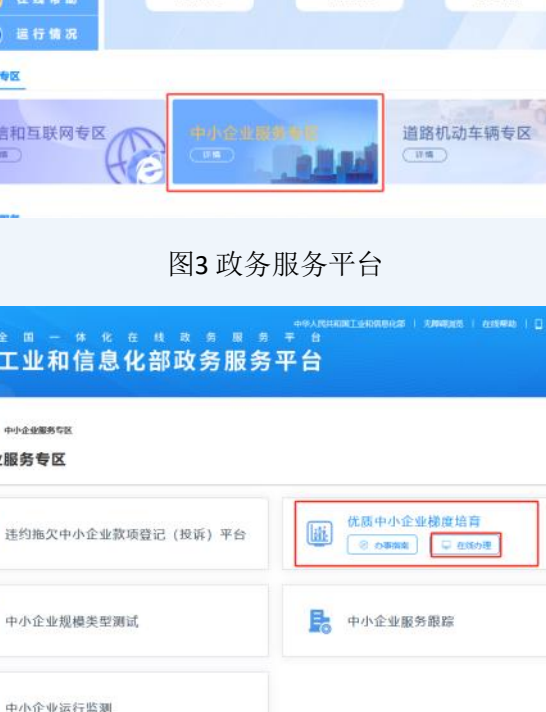 在线帮助
运行情况
专区
信和互联网专区
中小企业服务专区
道路机动车辆专区
详情
详情
图3 政务服务平台
中华人民共和国工业和信息化部 | 无障碍浏览 | 在线帮助 |
全国一体化在线政务服务平台
工业和信息化部政务服务平台
中小企业服务专区
业服务专区
违约拖欠中小企业款项登记（投诉）平台
优质中小企业梯度培育
办事指南
在线办理
中小企业规模类型测试
中小企业服务跟踪
中小企业运行监测